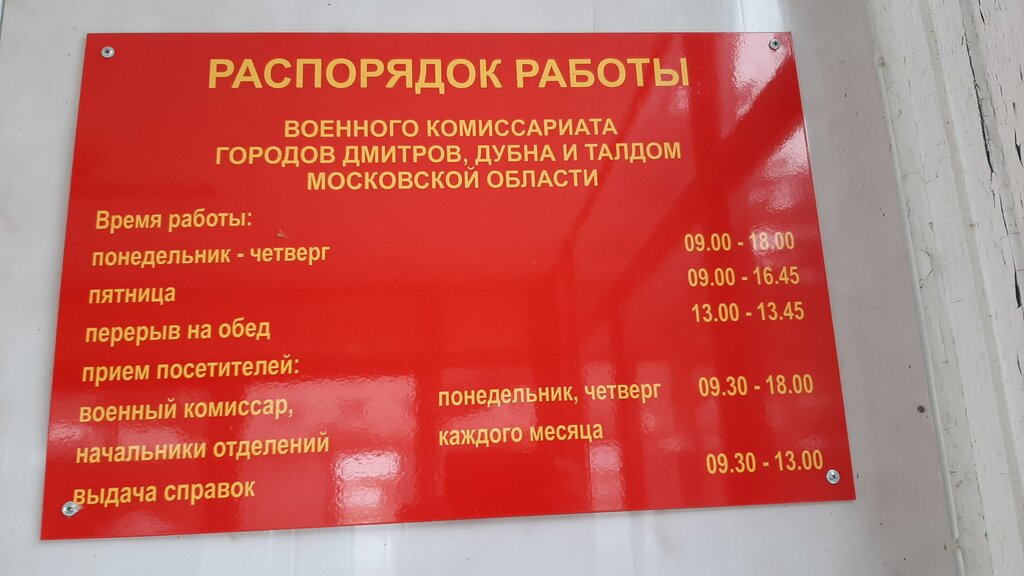 РАСПОРЯДОК РАБОТЫ
ВОЕННОГО КОМИССАРИАТА
ГОРОДОВ ДМИТРОВ, ДУБНА И ТАЛДОМ
МОСКОВСКОЙ ОБЛАСТИ
Время работы:
понедельник - четверг 09.00 - 18.00
пятница 09.00 - 16.45
перерыв на обед 13.00 - 13.45
прием посетителей:
военный комиссар, понедельник, четверг 09.30 - 18.00
начальники отделений каждого месяца
выдача справок 09.30 - 13.00